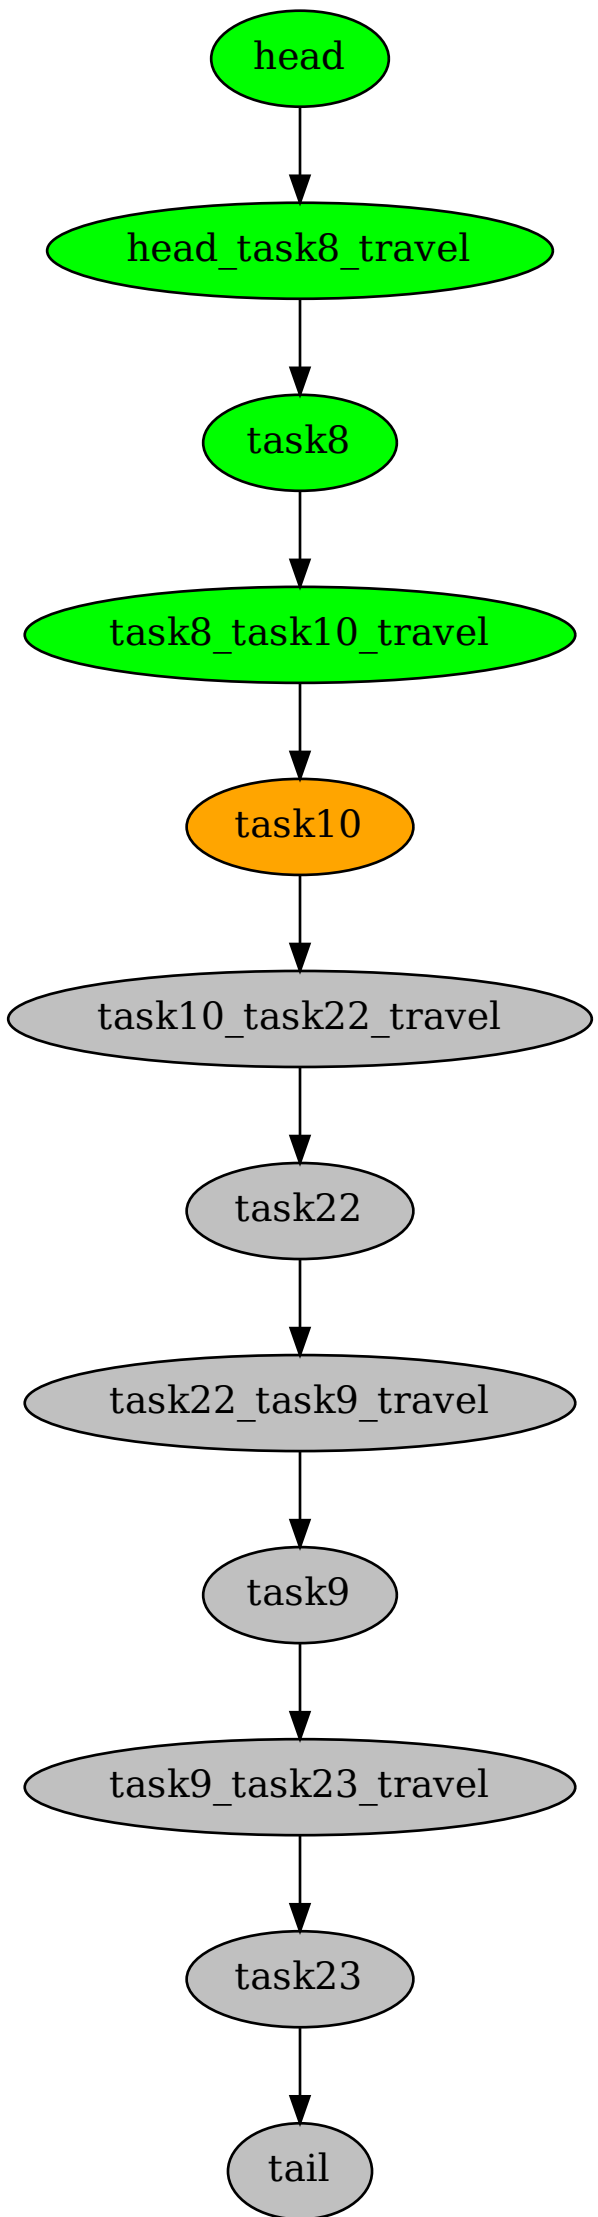 head
head_task8_travel
task8
task8_task10_travel
task10
task10_task22_travel
task22
task22_task9_travel
task9
task9_task23_travel
task23
tail